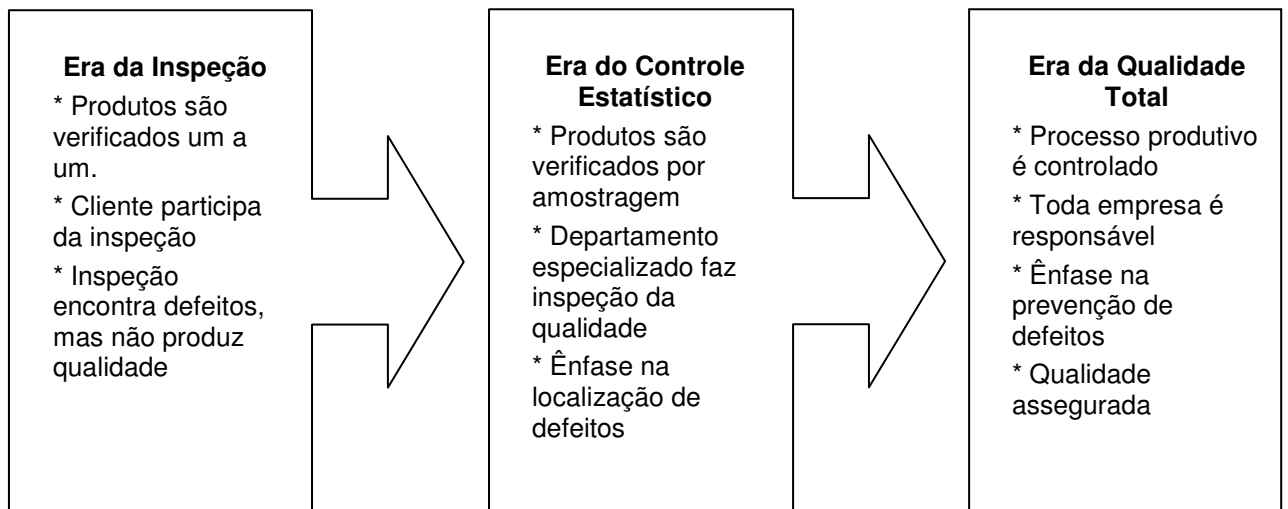 Era da Inspeção
* Produtos são
verificados um a
um.
* Cliente participa
da inspeção
* Inspeção
encontra defeitos,
mas não produz
qualidade
Era do Controle
Estatístico
* Produtos são
verificados por
amostragem
* Departamento
especializado faz
inspeção da
qualidade
* Ênfase na
localização de
defeitos
Era da Qualidade
Total
* Processo produtivo
é controlado
* Toda empresa é
responsável
* Ênfase na
prevenção de
defeitos
* Qualidade
assegurada